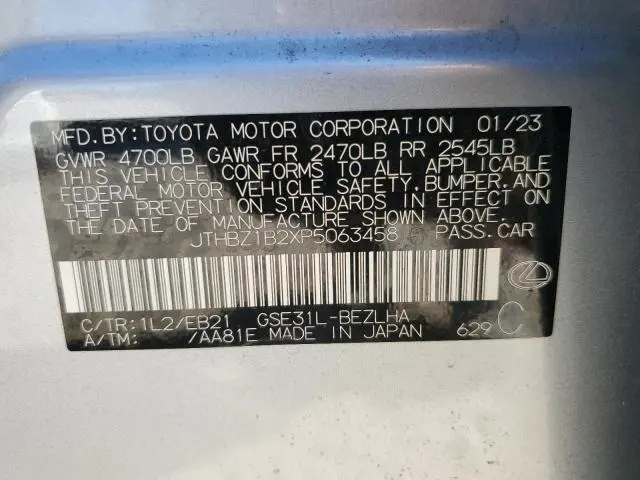 MFD.BY:TOYOTA MOTOR CORPORATION 01/23
GVWR 4700LB GAWR FR 2470LB RR 2545LB
THIS VEHICLE CONFORMS TO ALL APPLICABLE
FEDERAL MOTOR VEHICLE SAFETY,BUMPER,AND
THEFT PREVENTION STANDARDS IN EFFECT ON
THE DATE OF MANUFACTURE SHOWN ABOVE.
JTHBZ1B2XP5063458 PASS.CAR
C/TR:1L2/EB21 GSE31L-BEZLHA
A/TM: /AA81E MADE IN JAPAN 629 C